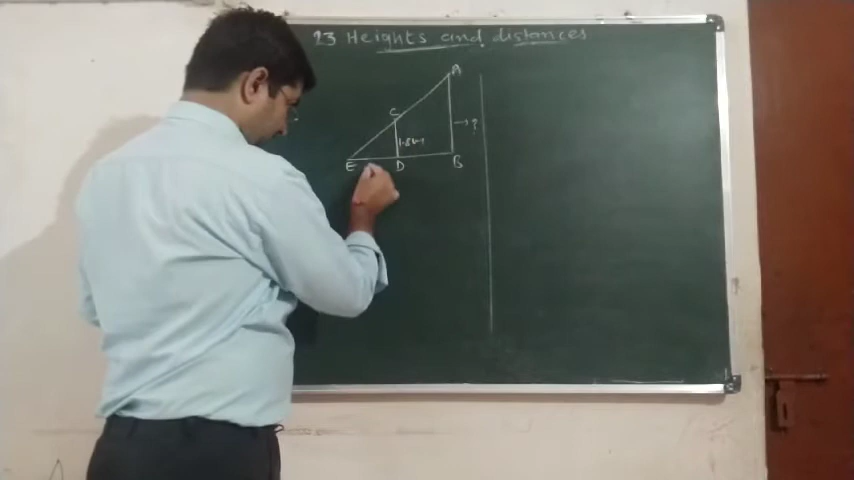 23 Heights and distances
A
C
→ ?
1.8m
E D B